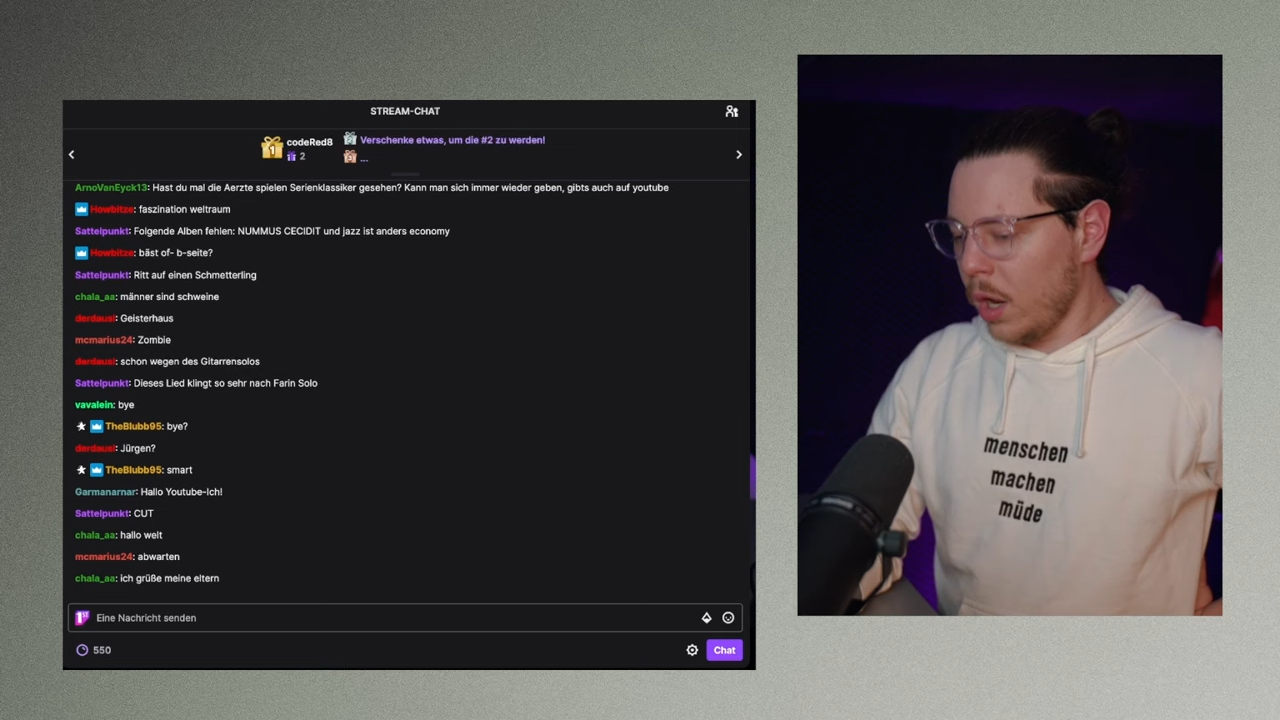 STREAM-CHAT
1 codeRed8
2
Verschenke etwas, um die #2 zu werden!
...
ArnoVanEyck13: Hast du mal die Aerzte spielen Serienklassiker gesehen? Kann man sich immer wieder geben, gibts auch auf youtube
Howbitze: faszination weltraum
Sattelpunkt: Folgende Alben fehlen: NUMMUS CECIDIT und jazz ist anders economy
Howbitze: bäst of- b-seite?
Sattelpunkt: Ritt auf einen Schmetterling
chala_aa: männer sind schweine
derdausl: Geisterhaus
mcmarius24: Zombie
derdausl: schon wegen des Gitarrensolos
Sattelpunkt: Dieses Lied klingt so sehr nach Farin Solo
vavalein: bye
TheBlubb95: bye?
derdausl: Jürgen?
TheBlubb95: smart
Garmanarnar: Hallo Youtube-Ich!
Sattelpunkt: CUT
chala_aa: hallo welt
mcmarius24: abwarten
chala_aa: ich grüße meine eltern
1ST Eine Nachricht senden
550
Chat
menschen
machen
müde